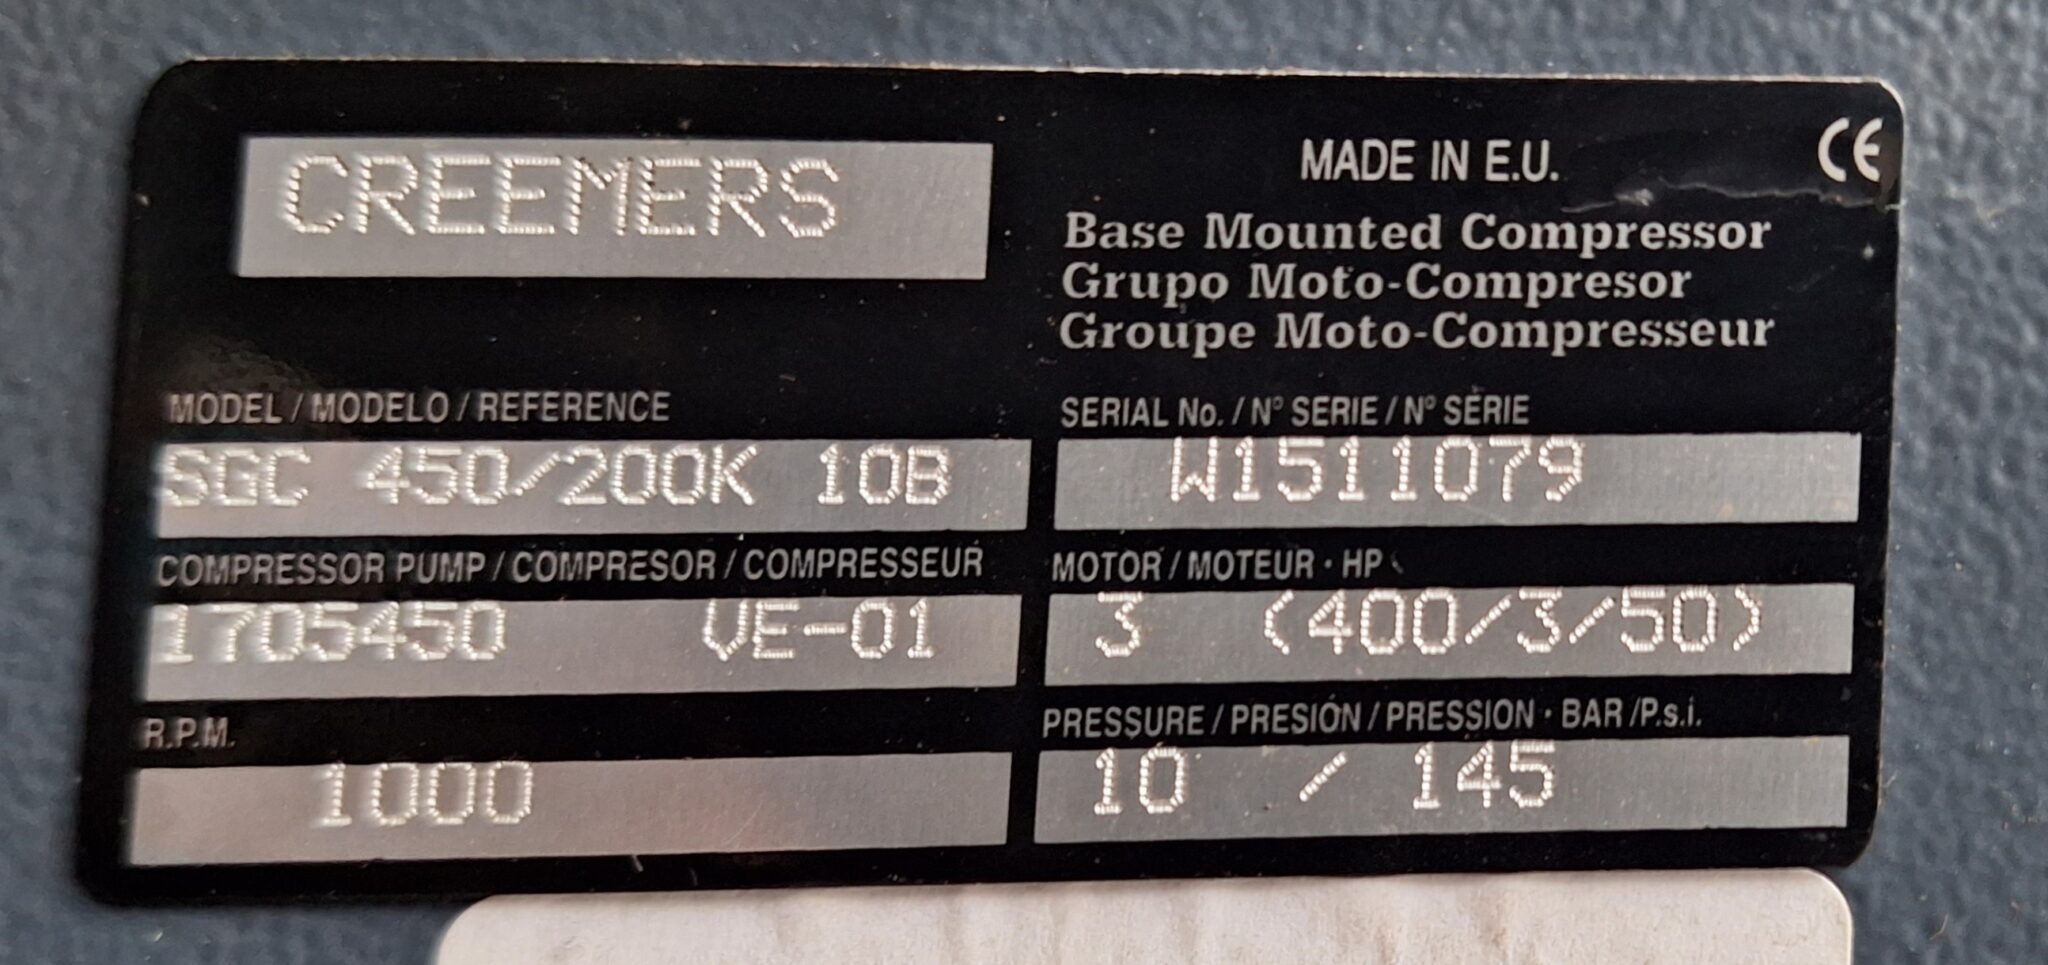 CREEMERS
MADE IN E.U.
CE
Base Mounted Compressor
Grupo Moto-Compresor
Groupe Moto-Compresseur
MODEL / MODELO / REFERENCE
SGC 450/200K 10B
SERIAL No. / N° SERIE / N° SÈRIE
W1511079
COMPRESSOR PUMP / COMPRESOR / COMPRESSEUR
1705450 VE-01
MOTOR / MOTEUR · HP
3 (400/3/50)
R.P.M.
1000
PRESSURE / PRESIÓN / PRESSION · BAR /P.s.i.
10 / 145